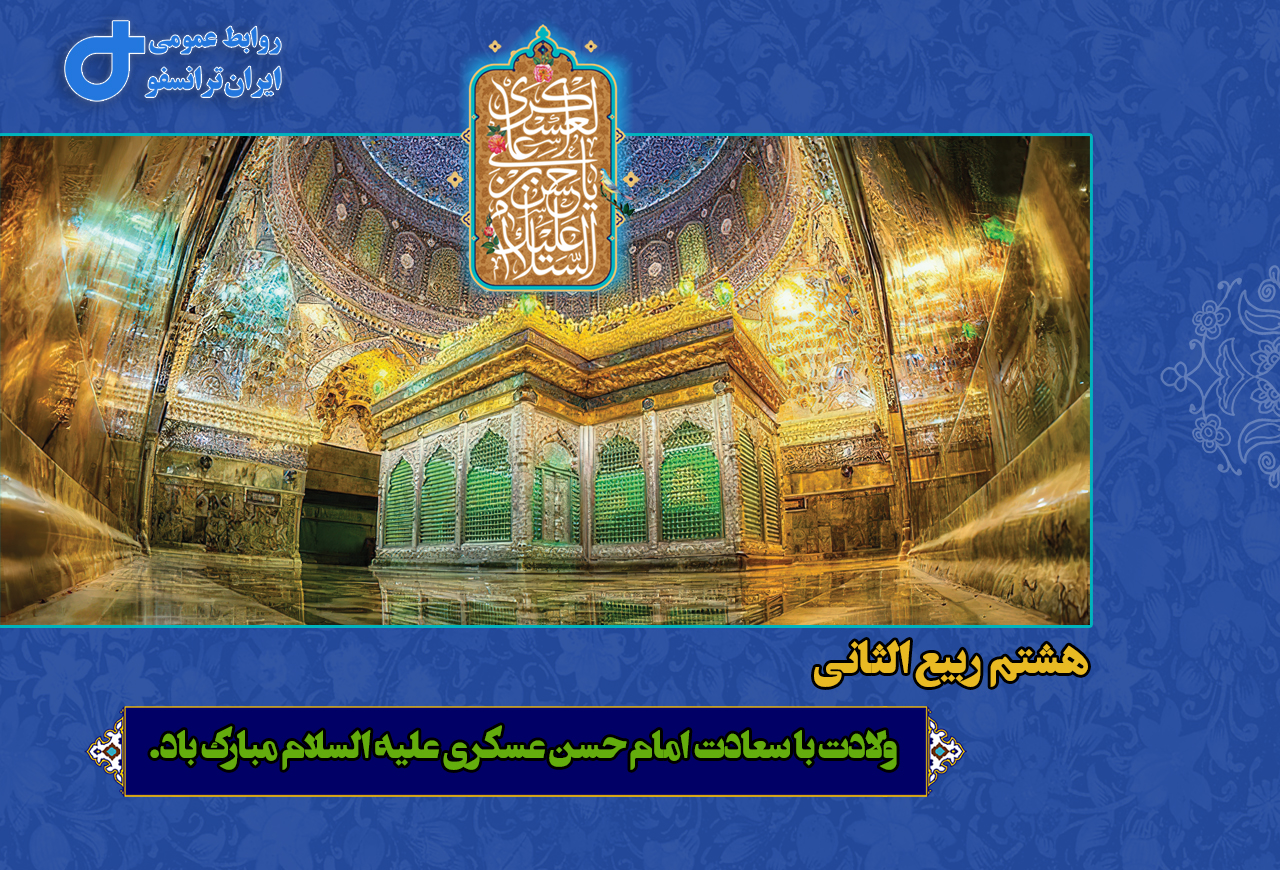 روابط عمومی
ایران‌ترانسفو
السلام
علیک
یا حسن بن
علی
العسکری
هشتم ربیع الثانی
ولادت با سعادت امام حسن عسکری علیه السلام مبارک باد.